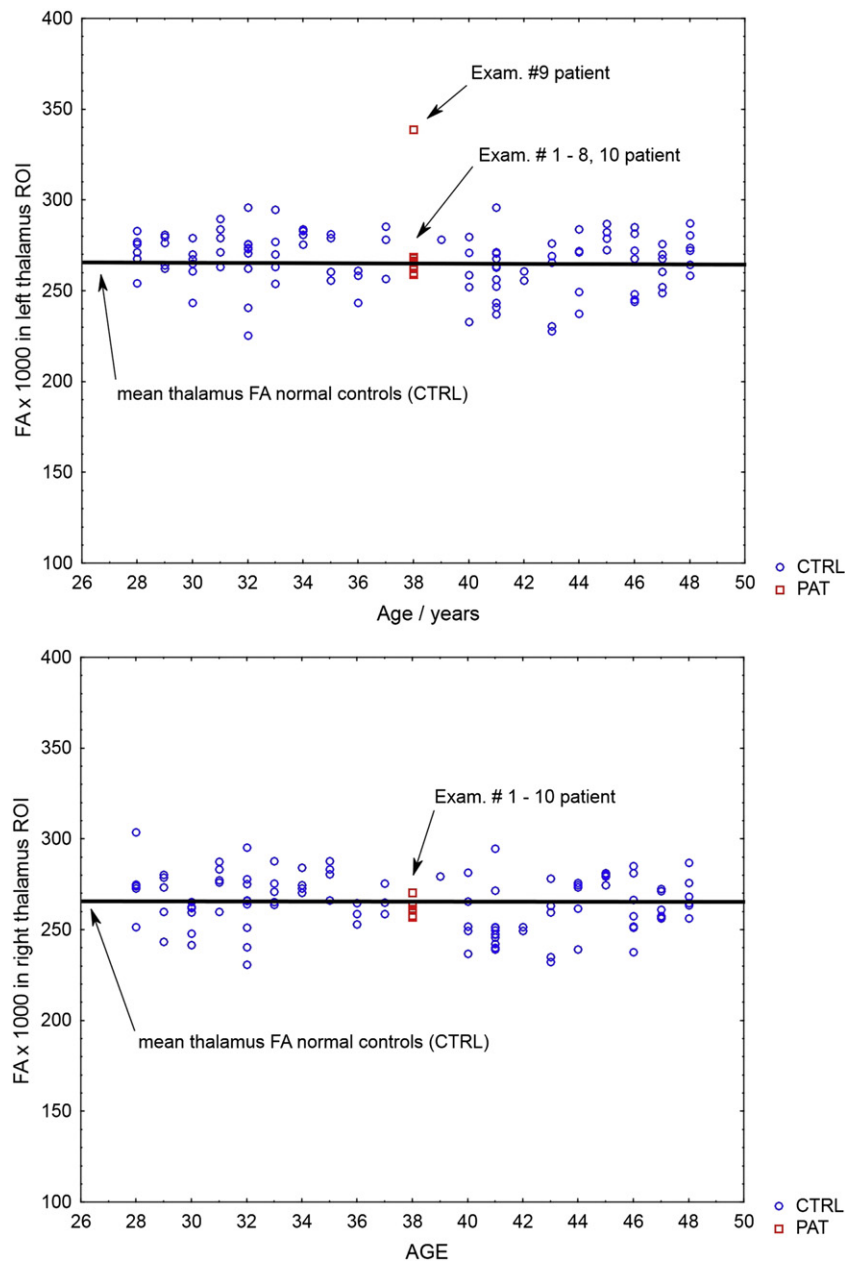 400
350
300
250
200
150
100
FA x 1000 in left thalamus ROI
Exam. #9 patient
Exam. # 1 - 8, 10 patient
mean thalamus FA normal controls (CTRL)
26 28 30 32 34 36 38 40 42 44 46 48 50
Age / years
CTRL
PAT
400
350
300
250
200
150
100
FA x 1000 in right thalamus ROI
Exam. # 1 - 10 patient
mean thalamus FA normal controls (CTRL)
26 28 30 32 34 36 38 40 42 44 46 48 50
AGE
CTRL
PAT